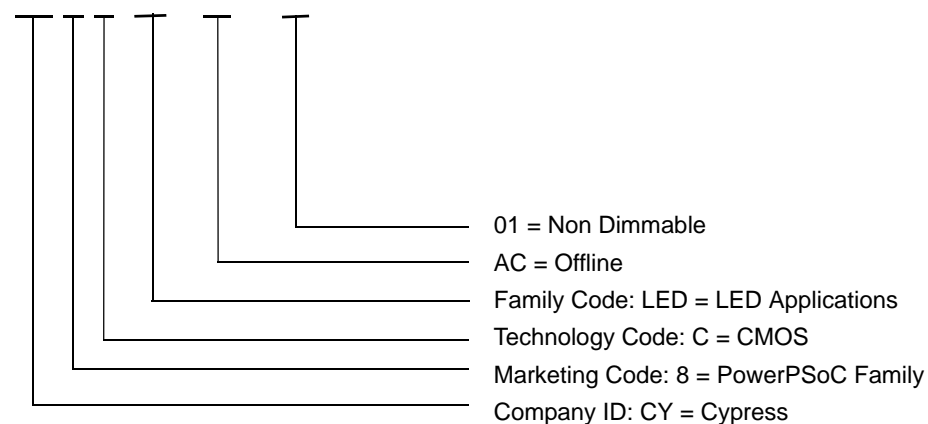 01 = Non Dimmable
AC = Offline
Family Code: LED = LED Applications
Technology Code: C = CMOS
Marketing Code: 8 = PowerPSoC Family
Company ID: CY = Cypress